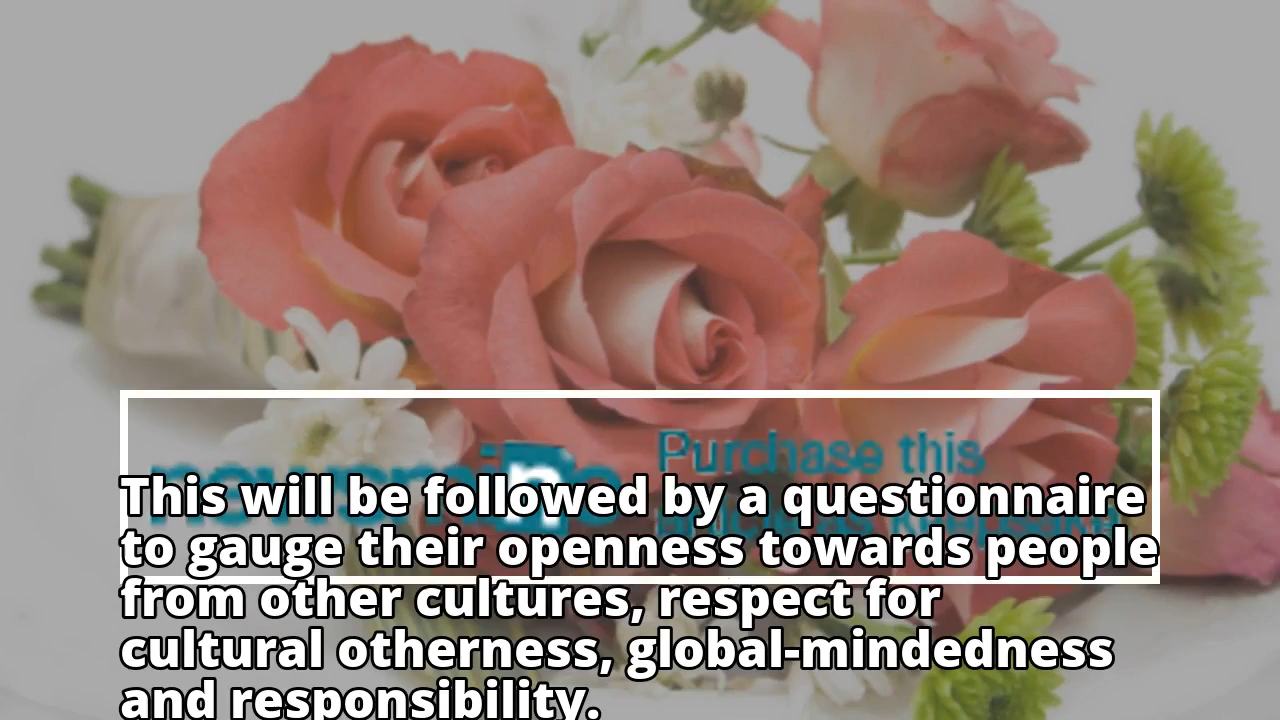 Purchase this
This will be followed by a questionnaire
to gauge their openness towards people
from other cultures, respect for
cultural otherness, global-mindedness
and responsibility.